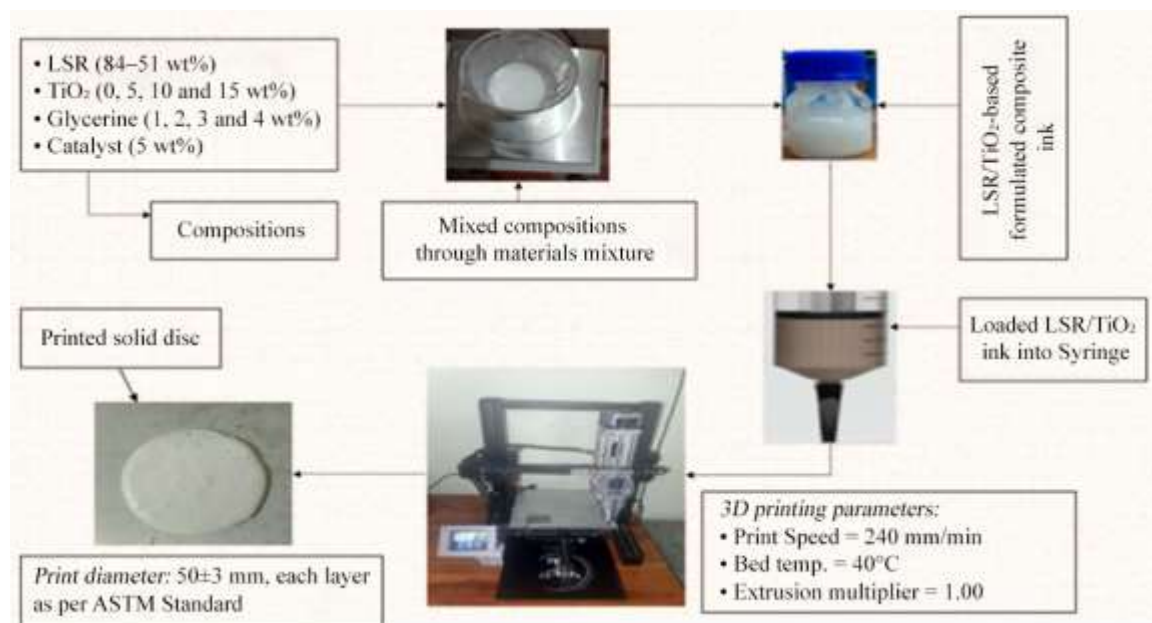 • LSR (84–51 wt%)
• TiO₂ (0, 5, 10 and 15 wt%)
• Glycerine (1, 2, 3 and 4 wt%)
• Catalyst (5 wt%)
Compositions
Mixed compositions
through materials mixture
LSR/TiO₂-based
formulated composite
ink
Loaded LSR/TiO₂
ink into Syringe
3D printing parameters:
• Print Speed = 240 mm/min
• Bed temp. = 40°C
• Extrusion multiplier = 1.00
Printed solid disc
Print diameter: 50±3 mm, each layer
as per ASTM Standard